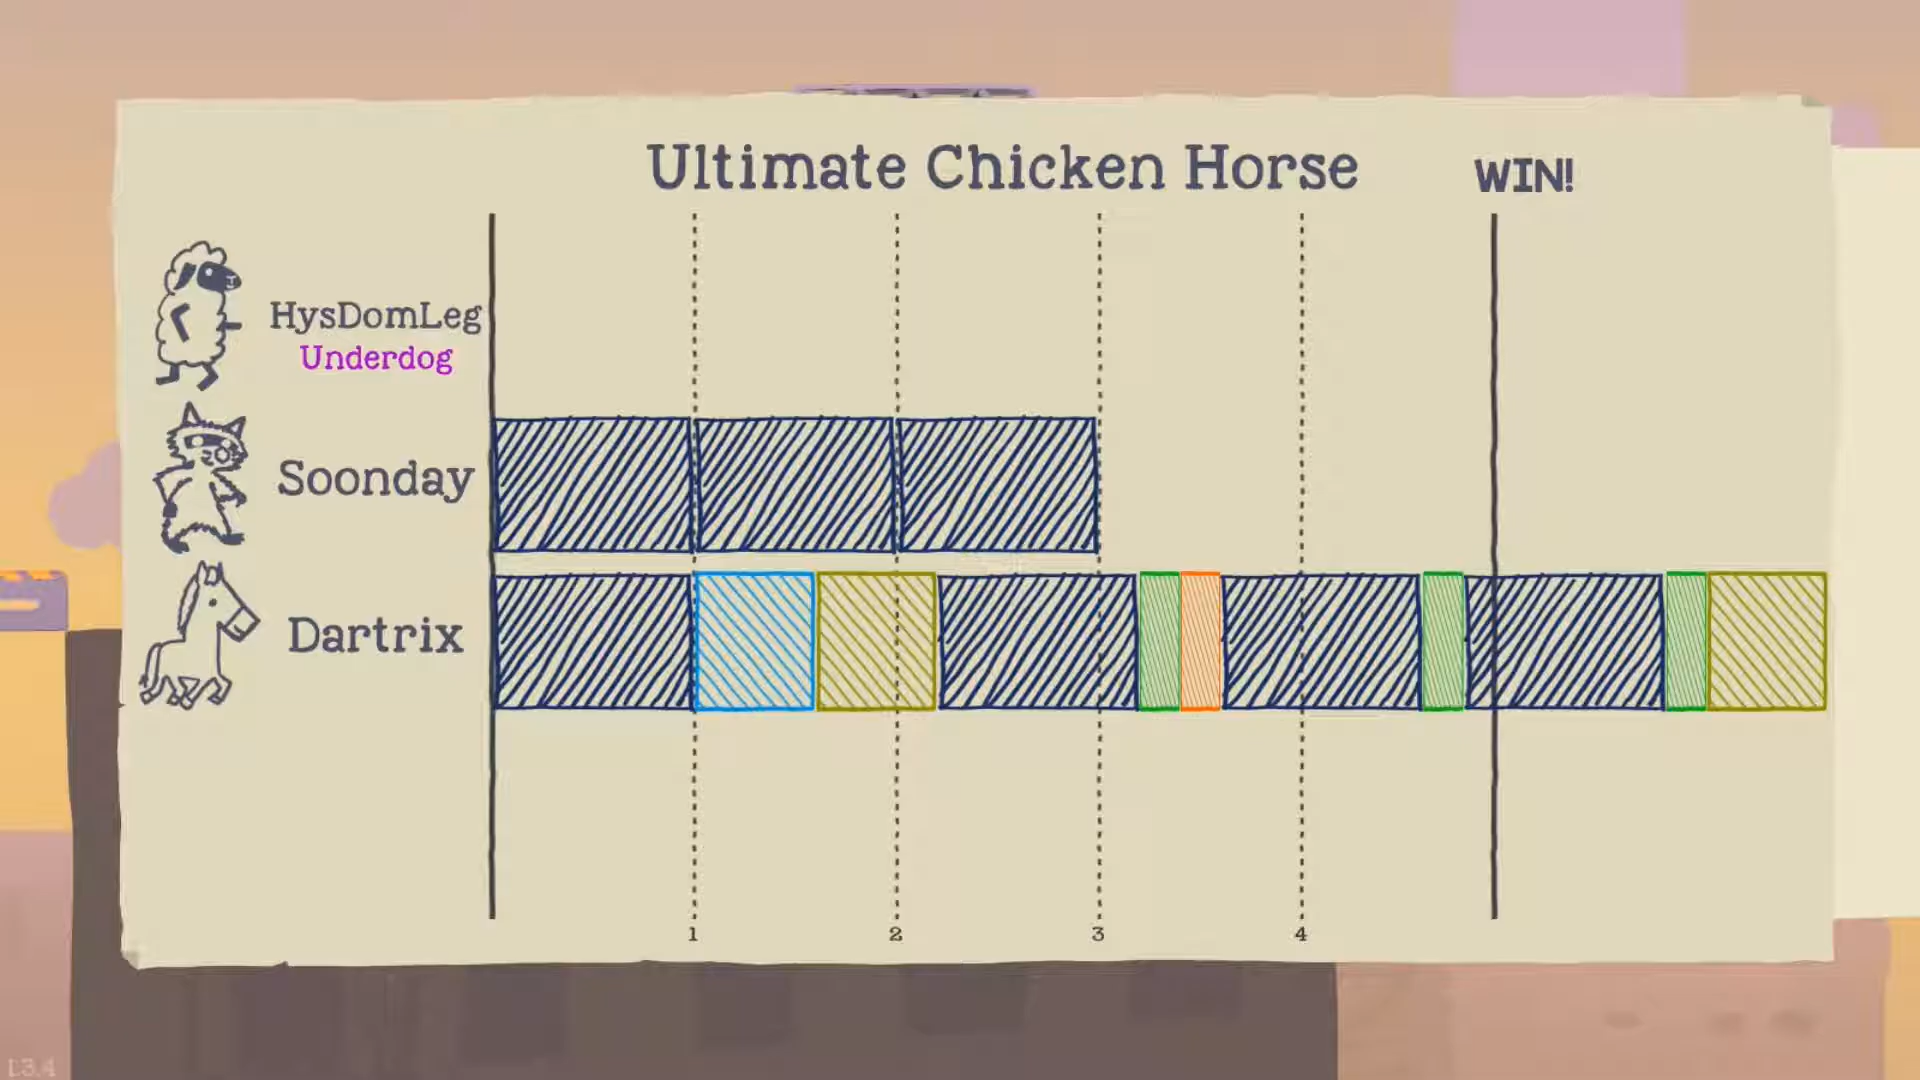 Ultimate Chicken Horse
WIN!
HysDomLeg
Underdog
Soonday
Dartrix
1 2 3 4